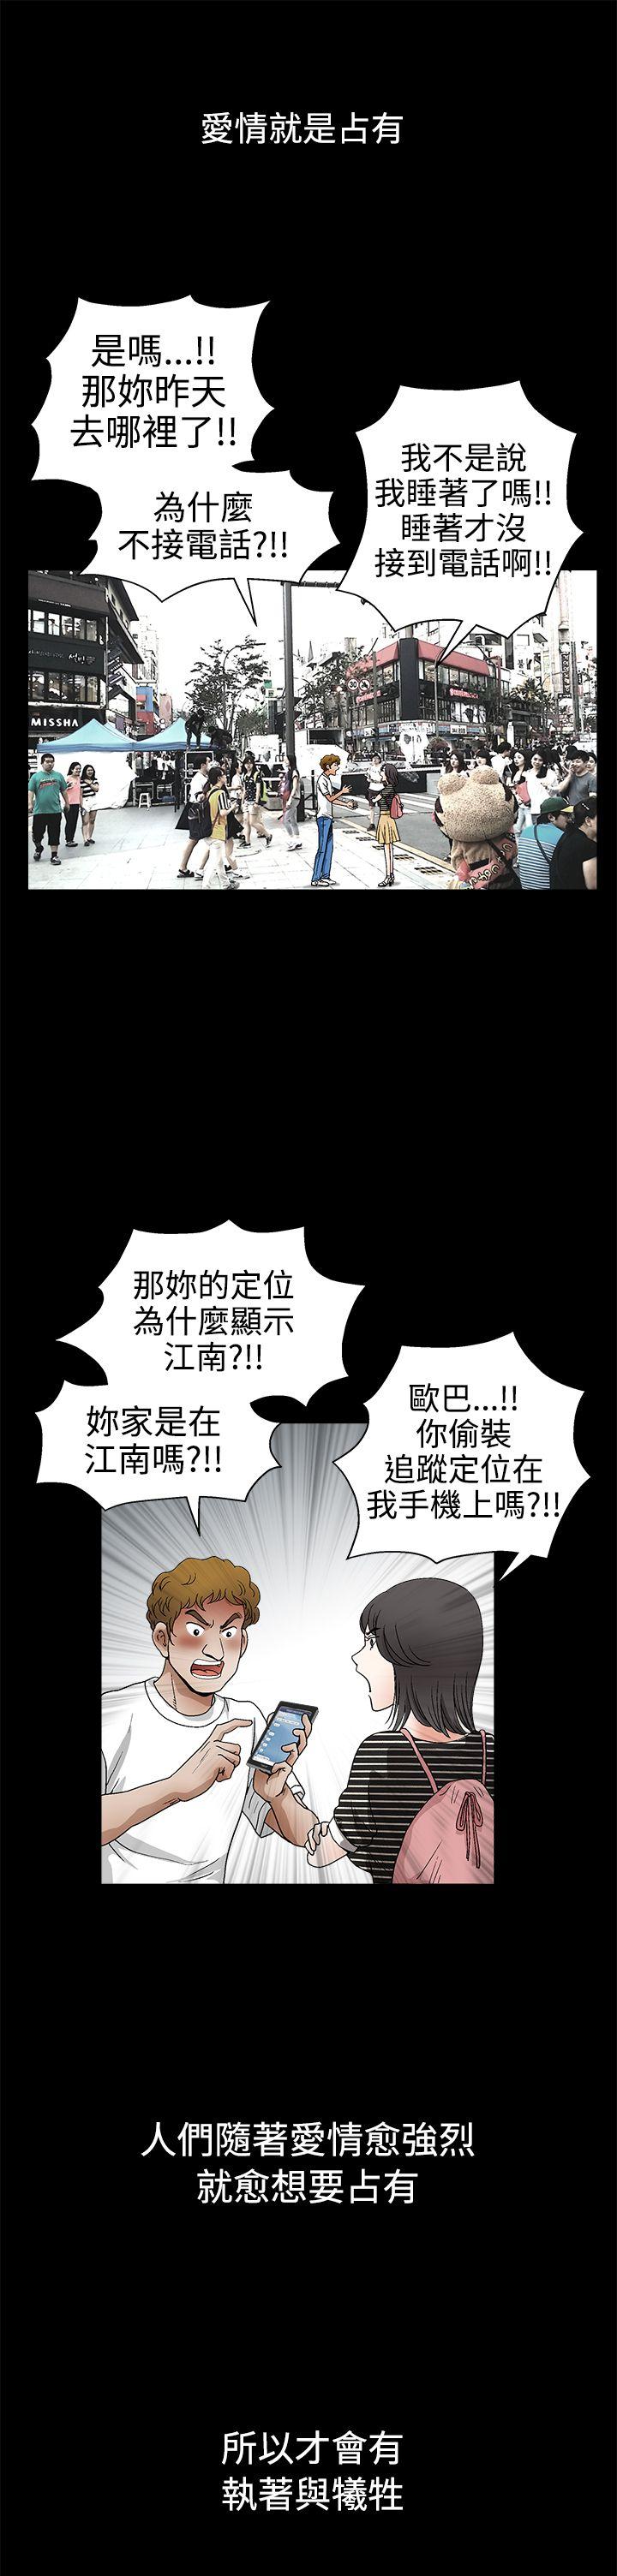 愛情就是占有
是嗎...!!
那妳昨天
去哪裡了!!
為什麼
不接電話?!!
我不是說
我睡著了嗎!!
睡著才沒
接到電話啊!!
MISSHA
那妳的定位
為什麼顯示
江南?!!
妳家是在
江南嗎?!!
歐巴...!!
你偷裝
追蹤定位在
我手機上嗎?!!
人們隨著愛情愈強烈
就愈想要占有
所以才會有
執著與犧牲